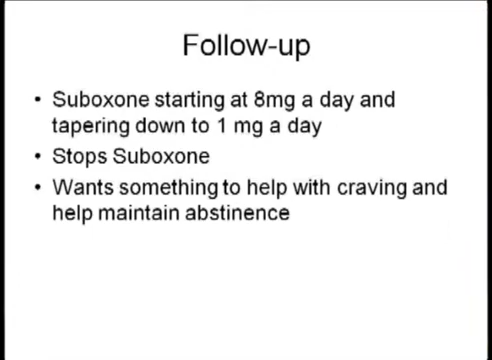 Follow-up
• Suboxone starting at 8mg a day and
tapering down to 1 mg a day
• Stops Suboxone
• Wants something to help with craving and
help maintain abstinence